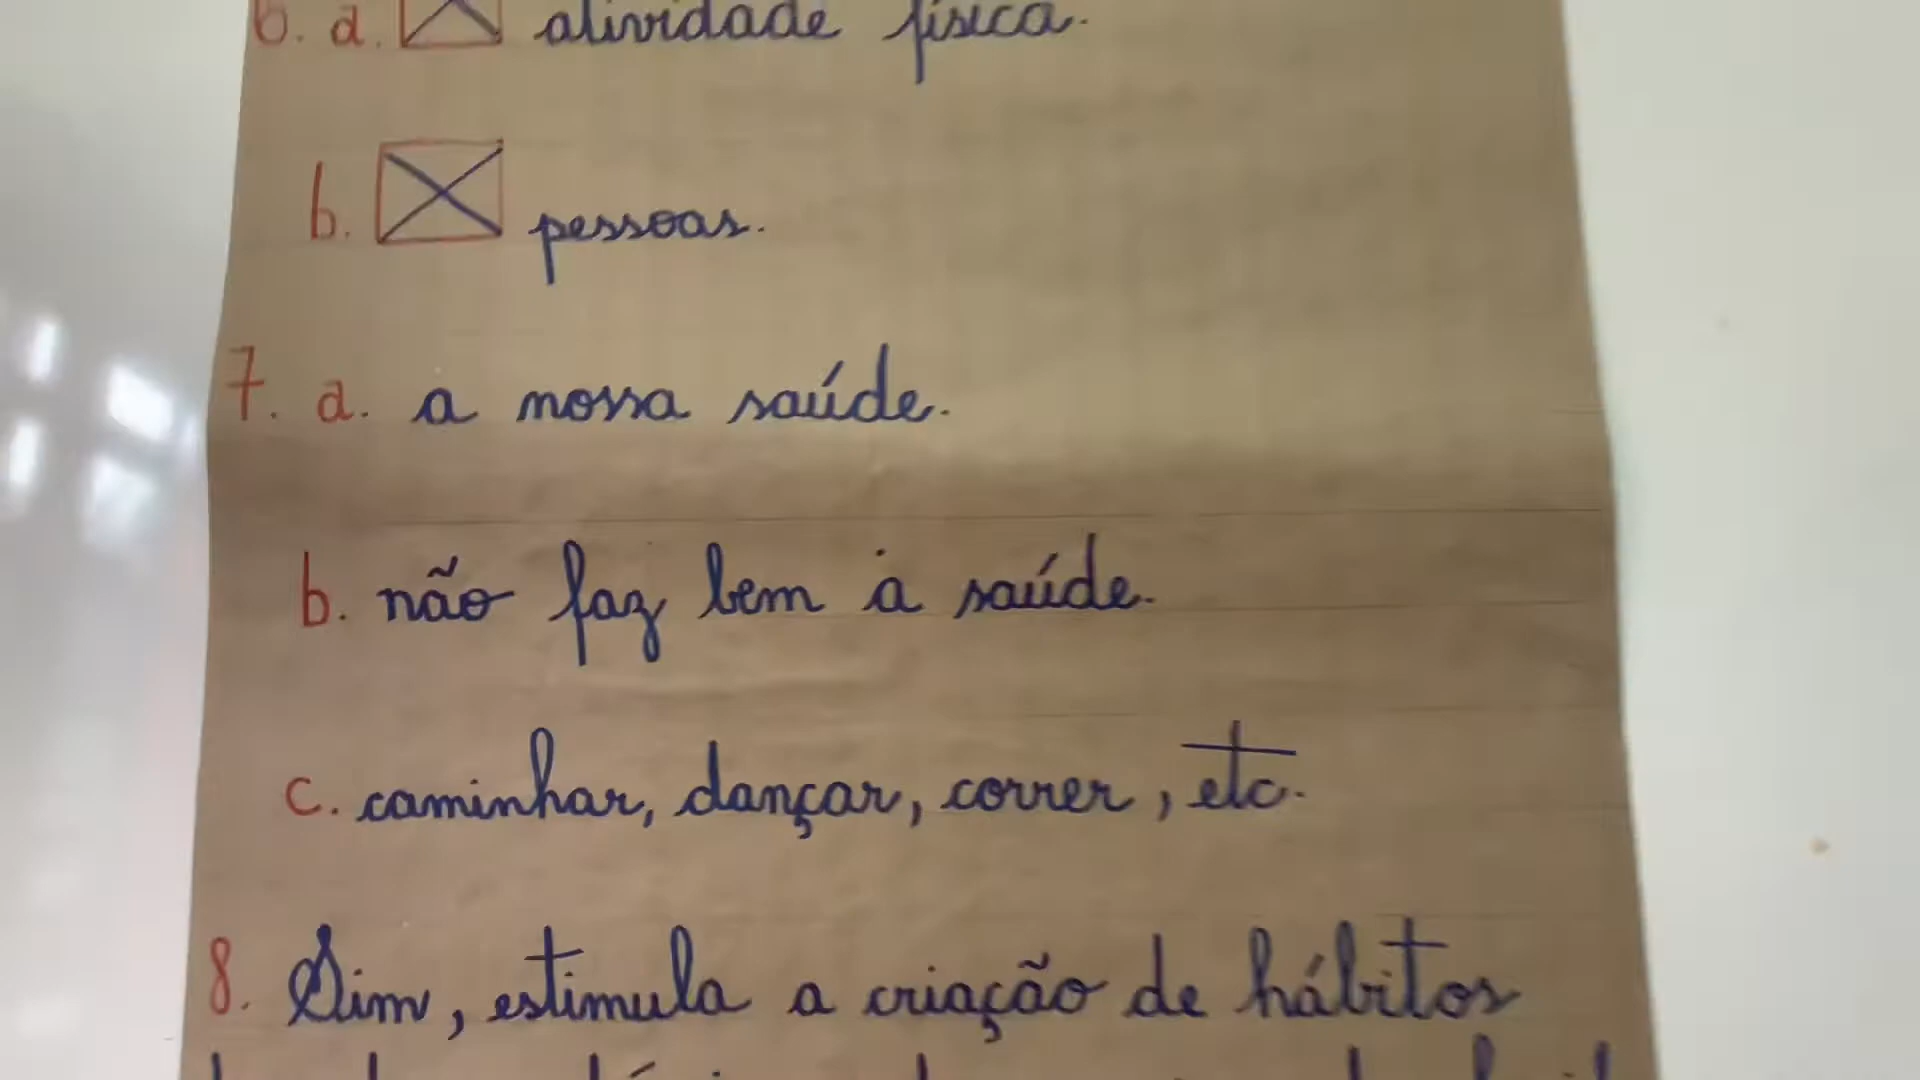 6. a. atividade física.
b. pessoas.
7. a. a nossa saúde.
b. não faz bem à saúde.
c. caminhar, dançar, correr, etc.
8. Sim, estimula a criação de hábitos